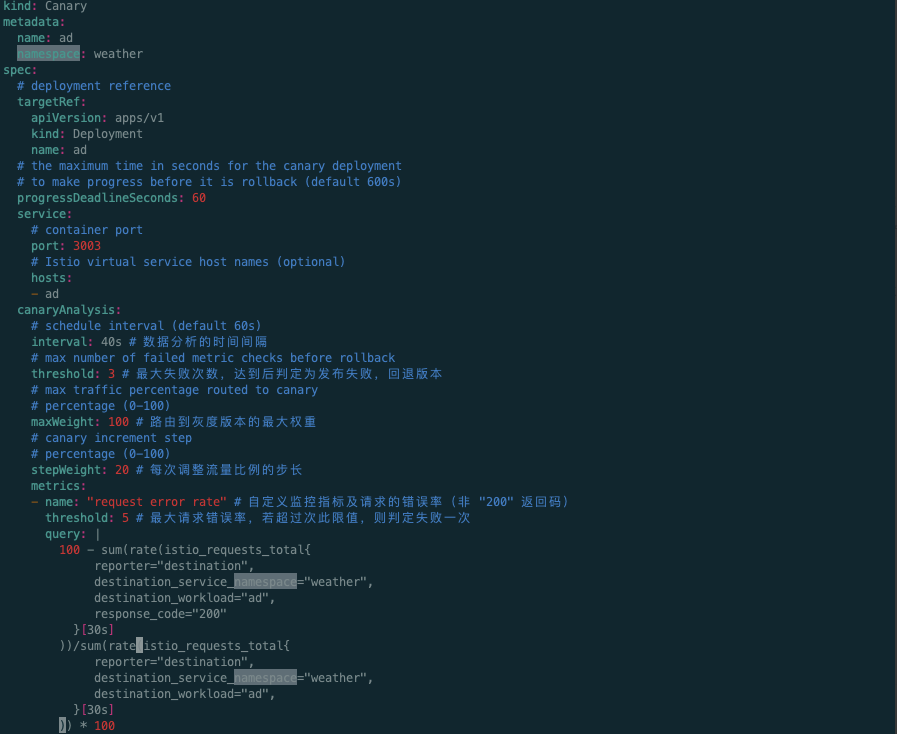 kind: Canary
metadata:
  name: ad
  namespace: weather
spec:
  # deployment reference
  targetRef:
    apiVersion: apps/v1
    kind: Deployment
    name: ad
  # the maximum time in seconds for the canary deployment
  # to make progress before it is rollback (default 600s)
  progressDeadlineSeconds: 60
  service:
    # container port
    port: 3003
    # Istio virtual service host names (optional)
    hosts:
    - ad
  canaryAnalysis:
    # schedule interval (default 60s)
    interval: 40s # 数据分析的时间间隔
    # max number of failed metric checks before rollback
    threshold: 3 # 最大失败次数，达到后判定为发布失败，回退版本
    # max traffic percentage routed to canary
    # percentage (0-100)
    maxWeight: 100 # 路由到灰度版本的最大权重
    # canary increment step
    # percentage (0-100)
    stepWeight: 20 # 每次调整流量比例的步长
    metrics:
    - name: "request error rate" # 自定义监控指标及请求的错误率（非 "200" 返回码）
      threshold: 5 # 最大请求错误率，若超过次此限值，则判定失败一次
      query: |
        100 - sum(rate(istio_requests_total{
             reporter="destination",
             destination_service_namespace="weather",
             destination_workload="ad",
             response_code="200"
          }[30s]
        ))/sum(rate(istio_requests_total{
             reporter="destination",
             destination_service_namespace="weather",
             destination_workload="ad",
          }[30s]
        )) * 100